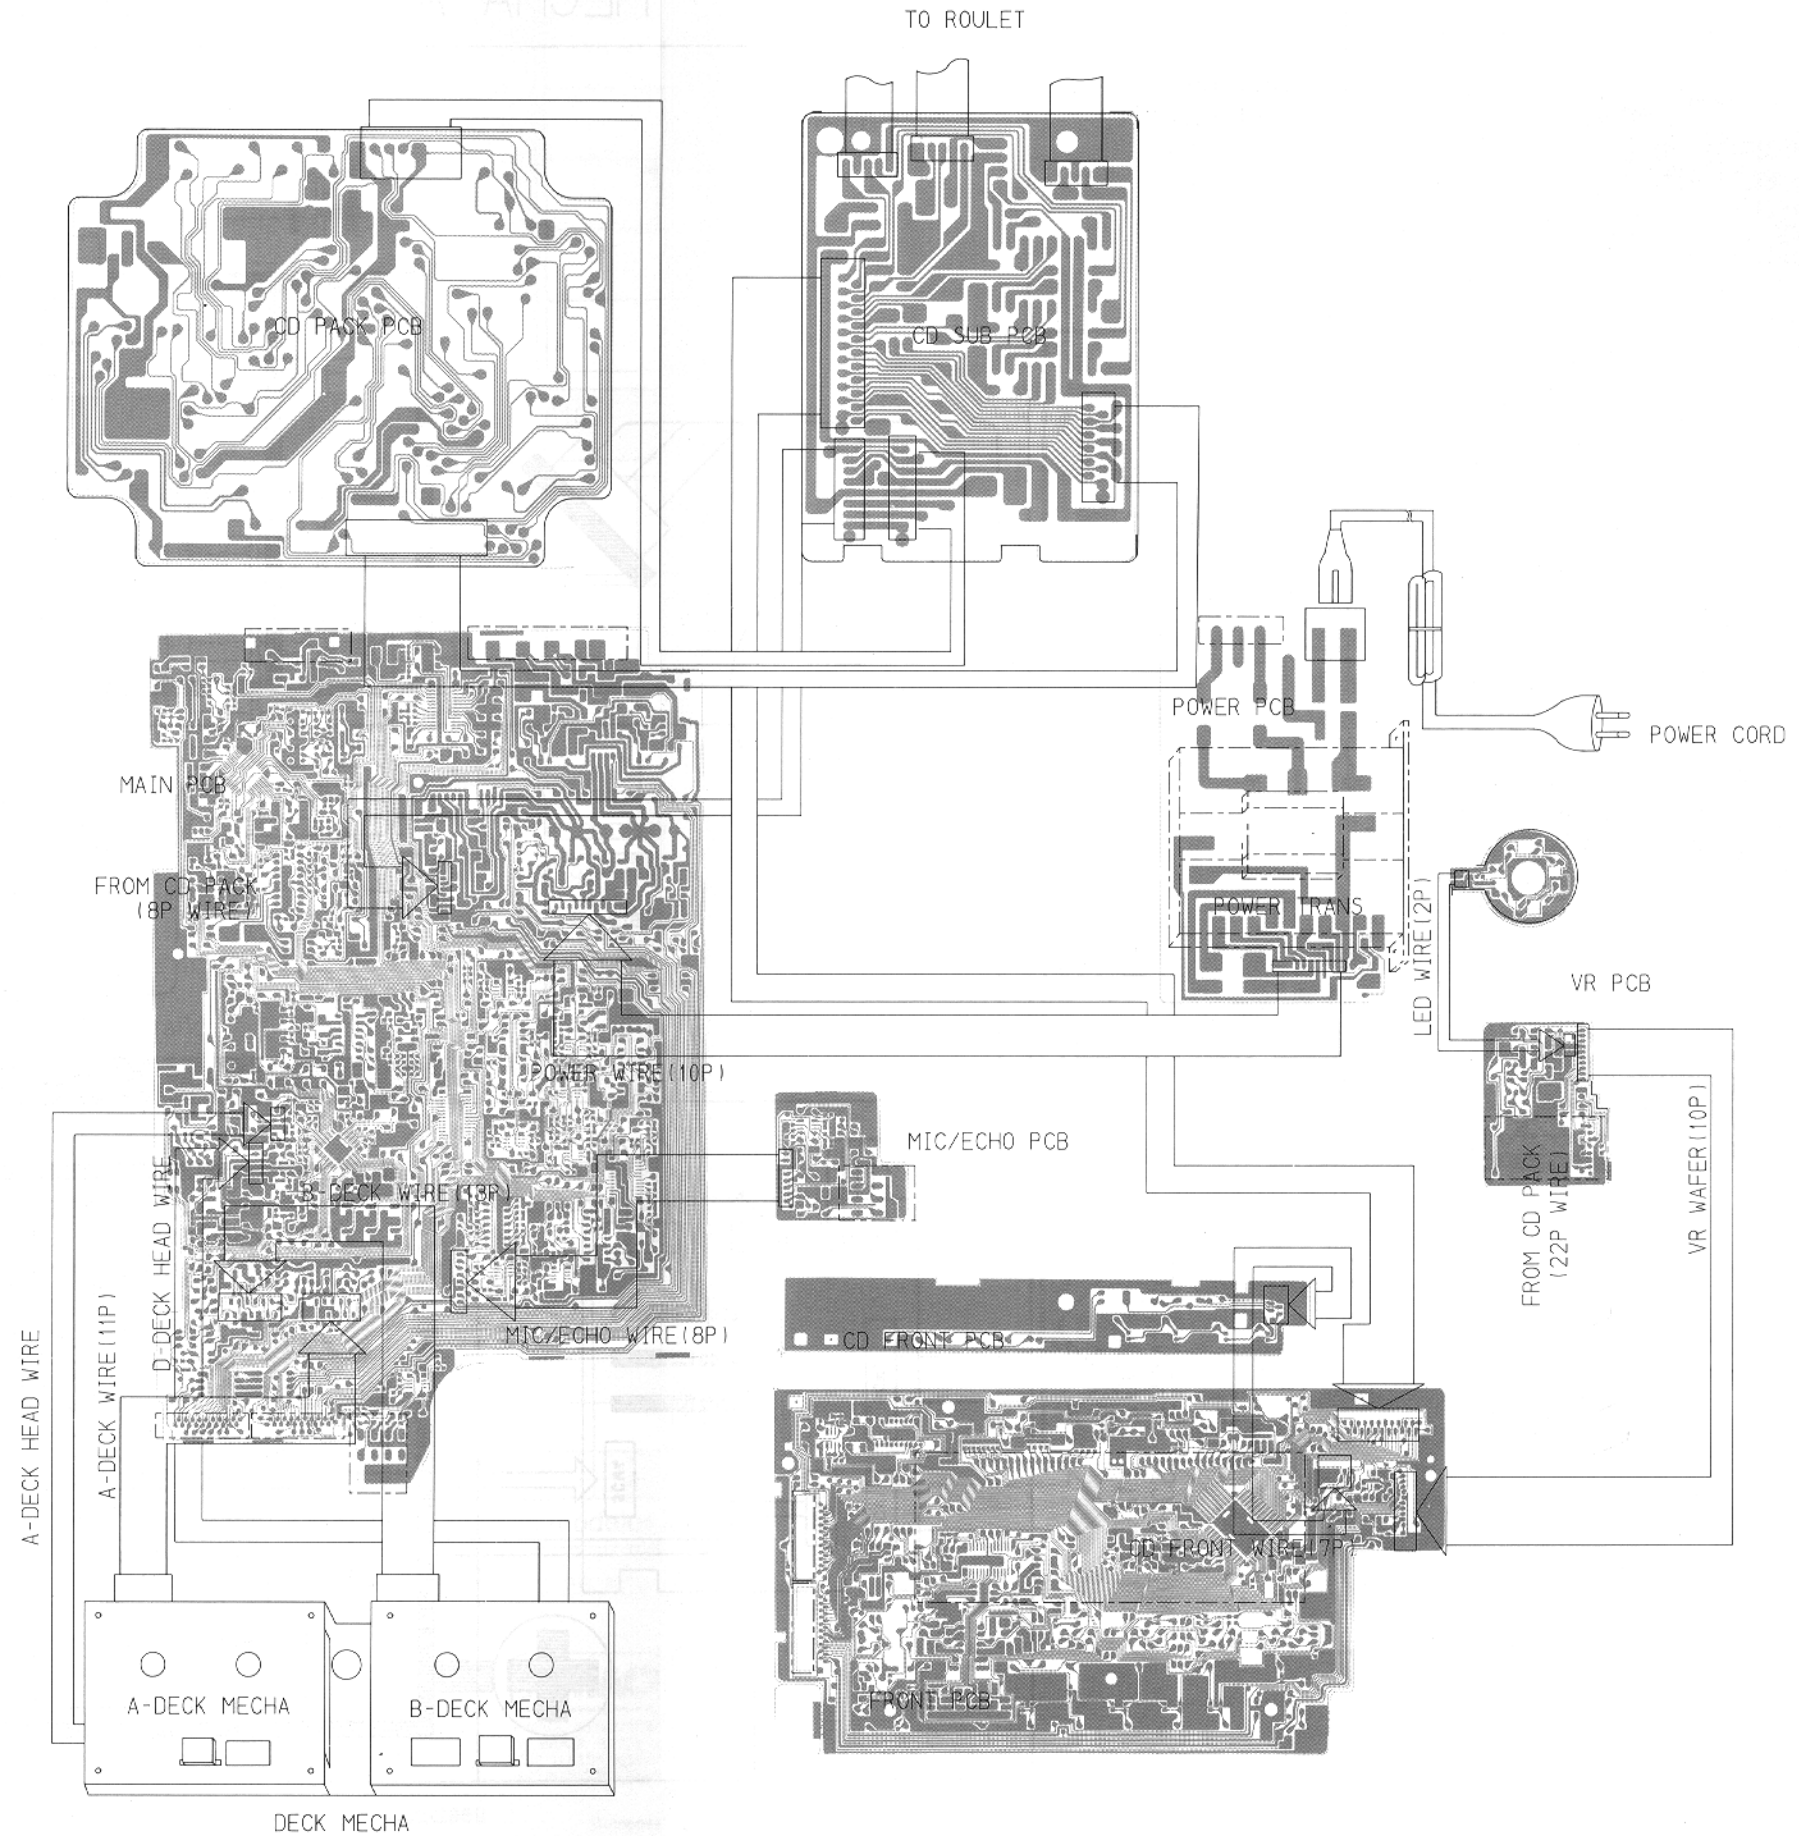 TO ROULET
CD PACK PCB
CD SUB PCB
POWER PCB
POWER CORD
MAIN PCB
FROM CD PACK
(8P WIRE)
POWER TRANS
LED WIRE(2P)
VR PCB
POWER WIRE(10P)
MIC/ECHO PCB
B-DECK WIRE(13P)
D-DECK HEAD WIRE
A-DECK WIRE(11P)
A-DECK HEAD WIRE
FROM CD PACK
(22P WIRE)
VR WAFER(10P)
MIC/ECHO WIRE(8P)
CD FRONT PCB
CD FRONT WIRE(7P)
FRONT PCB
A-DECK MECHA
B-DECK MECHA
DECK MECHA